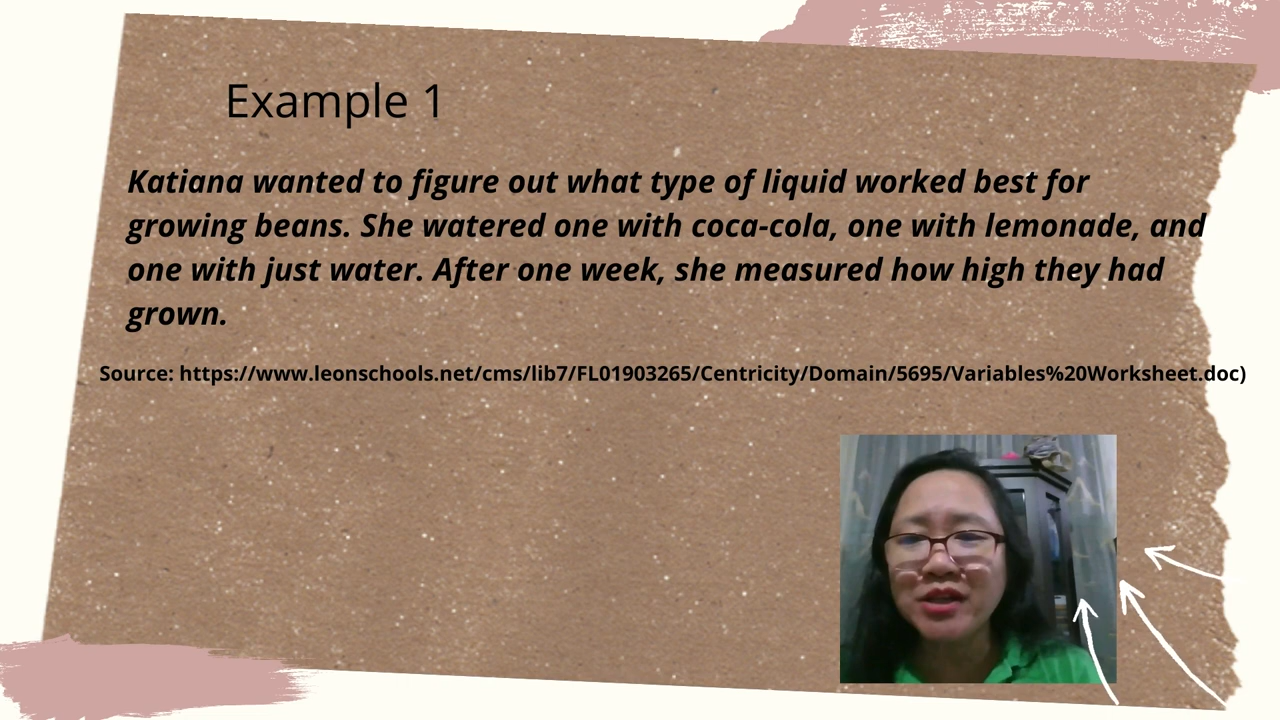 Example 1
Katiana wanted to figure out what type of liquid worked best for
growing beans. She watered one with coca-cola, one with lemonade, and
one with just water. After one week, she measured how high they had
grown.
Source: https://www.leonschools.net/cms/lib7/FL01903265/Centricity/Domain/5695/Variables%20Worksheet.doc)